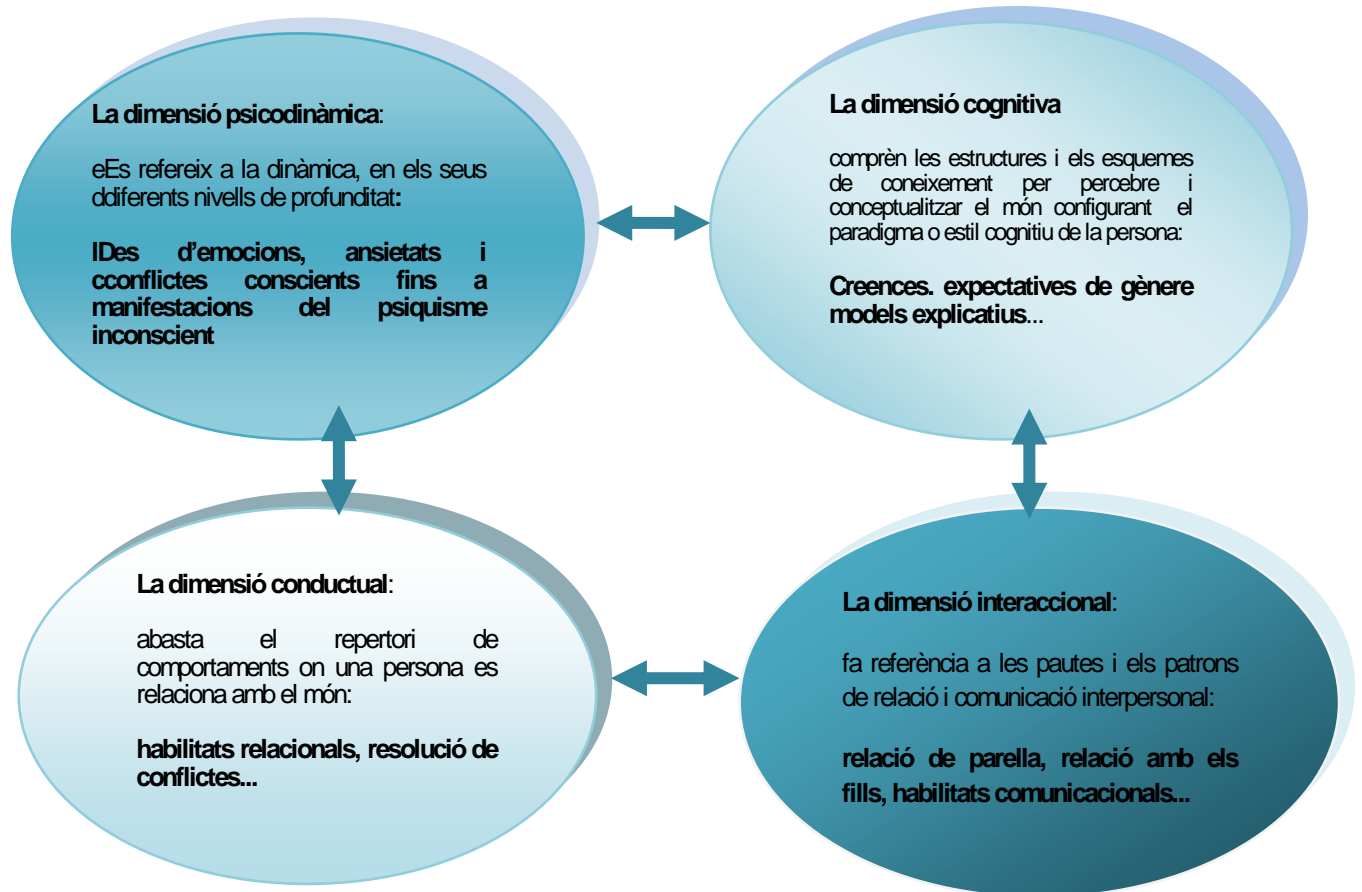 La dimensió psicodinàmica:
eEs refereix a la dinàmica, en els seus
ddiferents nivells de profunditat:
IDes d'emocions, ansietats i
cconflictes conscients fins a
manifestacions del psiquisme
inconscient
La dimensió cognitiva
comprèn les estructures i els esquemes
de coneixement per percebre i
conceptualitzar el món configurant el
paradigma o estil cognitiu de la persona:
Creences. expectatives de gènere
models explicatius...
La dimensió conductual:
abasta el repertori de
comportaments on una persona es
relaciona amb el món:
habilitats relacionals, resolució de
conflictes...
La dimensió interaccional:
fa referència a les pautes i els patrons
de relació i comunicació interpersonal:
relació de parella, relació amb els
fills, habilitats comunicacionals...